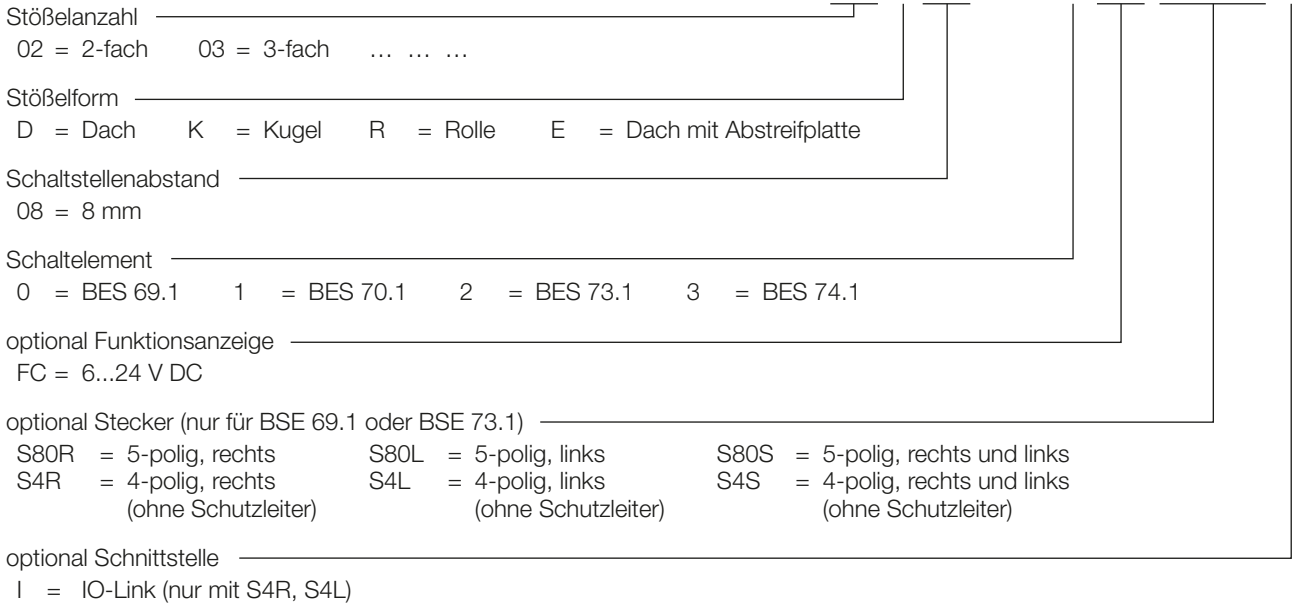 Stößelanzahl
02 = 2-fach 03 = 3-fach ... ... ...
Stößelform
D = Dach K = Kugel R = Rolle E = Dach mit Abstreifplatte
Schaltstellenabstand
08 = 8 mm
Schaltelement
0 = BES 69.1 1 = BES 70.1 2 = BES 73.1 3 = BES 74.1
optional Funktionsanzeige
FC = 6...24 V DC
optional Stecker (nur für BSE 69.1 oder BSE 73.1)
S80R = 5-polig, rechts S80L = 5-polig, links S80S = 5-polig, rechts und links
S4R = 4-polig, rechts S4L = 4-polig, links S4S = 4-polig, rechts und links
(ohne Schutzleiter) (ohne Schutzleiter) (ohne Schutzleiter)
optional Schnittstelle
I = IO-Link (nur mit S4R, S4L)